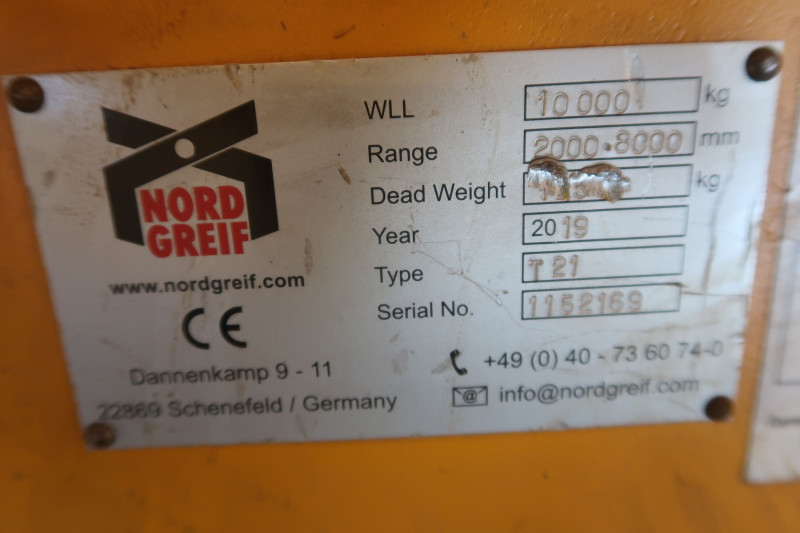 NORD
GREIF
www.nordgreif.com
CE
Dannenkamp 9 - 11
22869 Schenefeld / Germany
WLL 10 000 kg
Range 2000-8000 mm
Dead Weight kg
Year 2019
Type T 21
Serial No. 1152169
+49 (0) 40 - 73 60 74-0
@ info@nordgreif.com